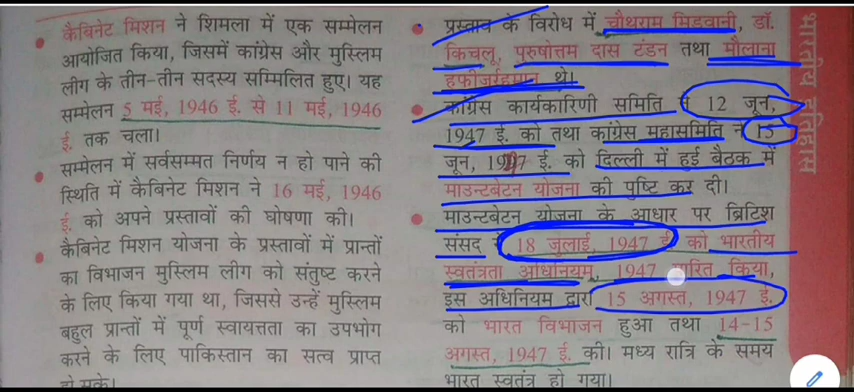 कैबिनेट मिशन ने शिमला में एक सम्मेलन
आयोजित किया, जिसमें कांग्रेस और मुस्लिम
लीग के तीन-तीन सदस्य सम्मिलित हुए। यह
सम्मेलन 5 मई, 1946 ई. से 11 मई, 1946
ई. तक चला।
सम्मेलन में सर्वसम्मत निर्णय न हो पाने की
स्थिति में कैबिनेट मिशन ने 16 मई, 1946
ई. को अपने प्रस्तावों की घोषणा की।
कैबिनेट मिशन योजना के प्रस्तावों में प्रान्तों
का विभाजन मुस्लिम लीग को संतुष्ट करने
के लिए किया गया था, जिससे उन्हें मुस्लिम
बहुल प्रान्तों में पूर्ण स्वायत्तता का उपभोग
करने के लिए पाकिस्तान का सत्व प्राप्त
हो सके।
प्रस्ताव के विरोध में चौथराम मिडवानी, डॉ.
किचलू, पुरुषोत्तम दास टंडन तथा मौलाना
हफीजुर्रहमान थे।
कांग्रेस कार्यकारिणी समिति ने 12 जून,
1947 ई. को तथा कांग्रेस महासमिति ने 15
जून, 1947 ई. को दिल्ली में हुई बैठक में
माउन्टबेटन योजना की पुष्टि कर दी।
माउन्टबेटन योजना के आधार पर ब्रिटिश
संसद ने 18 जुलाई, 1947 ई. को भारतीय
स्वतंत्रता अधिनियम, 1947 पारित किया,
इस अधिनियम द्वारा 15 अगस्त, 1947 ई.
को भारत विभाजन हुआ तथा 14-15
अगस्त, 1947 ई. की। मध्य रात्रि के समय
भारत स्वतंत्र हो गया।
भारतीय इतिहास